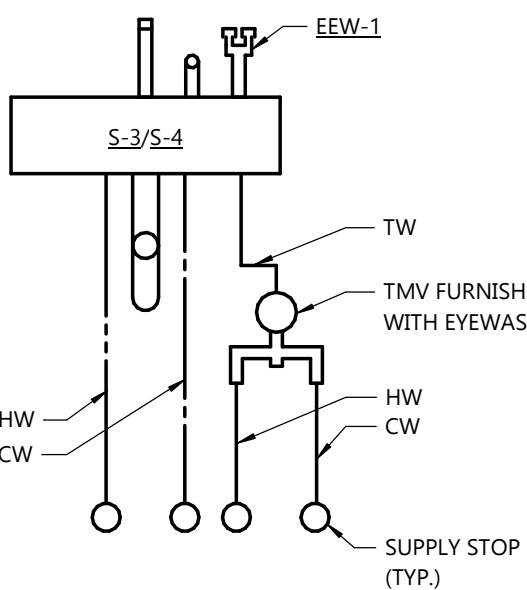 EEW-1
S-3/S-4
TW
TMV FURNISH
WITH EYEWAS
HW
CW
HW
CW
SUPPLY STOP
(TYP.)